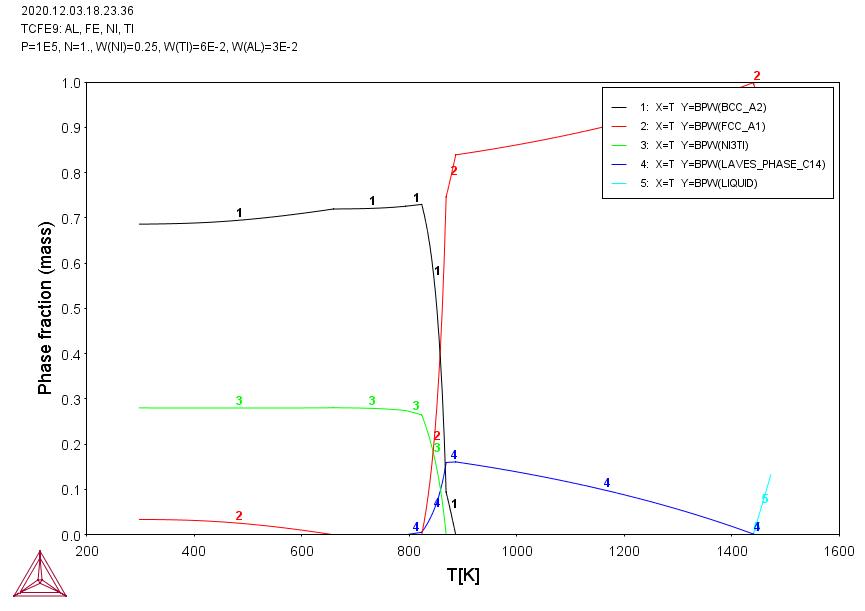 2020.12.03.18.23.36
TCFE9: AL, FE, NI, TI
P=1E5, N=1., W(NI)=0.25, W(TI)=6E-2, W(AL)=3E-2
2
1.0
1: X=T Y=BPW(BCC_A2)
2: X=T Y=BPW(FCC_A1)
3: X=T Y=BPW(NI3TI)
4: X=T Y=BPW(LAVES_PHASE_C14)
5: X=T Y=BPW(LIQUID)
0.9
0.8
2
0.7
1 1 1
0.6
1
0.5
0.4
3 3 3
0.3
2
3
0.2
4
4
0.1
4 1 5
2
4 4
0.0
200 400 600 800 1000 1200 1400 1600
Phase fraction (mass)
T[K]